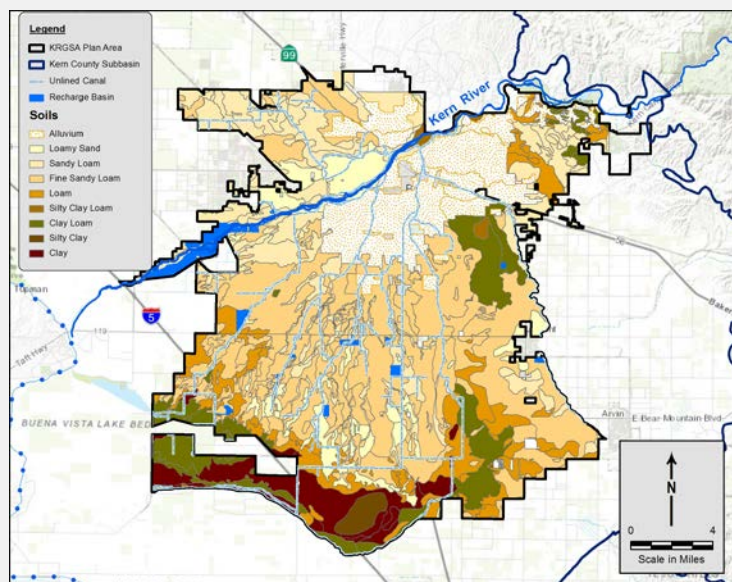 Legend
KRGSA Plan Area
Kern County Subbasin
Unlined Canal
Recharge Basin
Soils
Alluvium
Loamy Sand
Sandy Loam
Fine Sandy Loam
Loam
Silty Clay Loam
Clay Loam
Silty Clay
Clay
99
Hwy
Kern River
5
119
Taft Hwy
58
BUENA VISTA LAKE BED
Arvin
E Bear Mountain Blvd
N
0 4
Scale in Miles